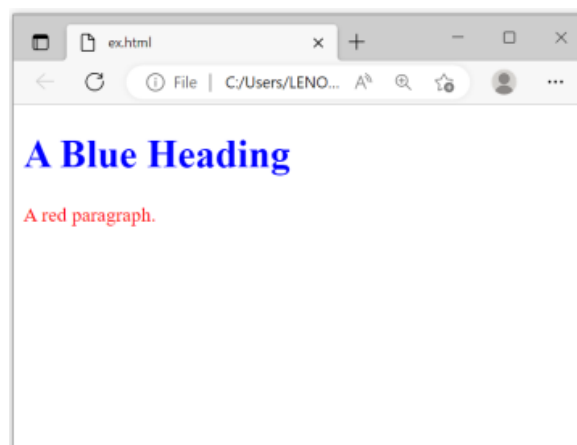 ex.html
File | C:/Users/LENO...
A Blue Heading
A red paragraph.